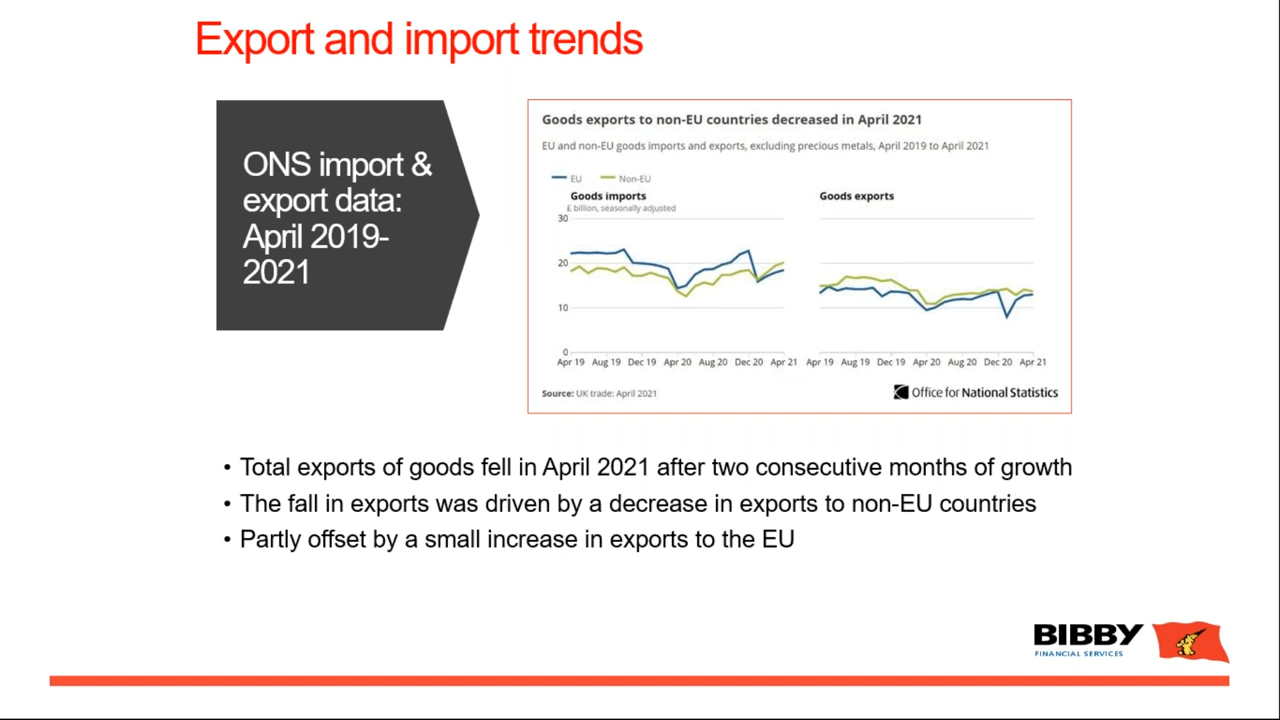 Export and import trends
ONS import &
export data:
April 2019-
2021
Goods exports to non-EU countries decreased in April 2021
EU and non-EU goods imports and exports, excluding precious metals, April 2019 to April 2021
EU Non-EU
Goods imports
£ billion, seasonally adjusted
30
20
10
0
Apr 19 Aug 19 Dec 19 Apr 20 Aug 20 Dec 20 Apr 21
Goods exports
Apr 19 Aug 19 Dec 19 Apr 20 Aug 20 Dec 20 Apr 21
Source: UK trade: April 2021
Office for National Statistics
• Total exports of goods fell in April 2021 after two consecutive months of growth
• The fall in exports was driven by a decrease in exports to non-EU countries
• Partly offset by a small increase in exports to the EU
BIBBY
FINANCIAL SERVICES